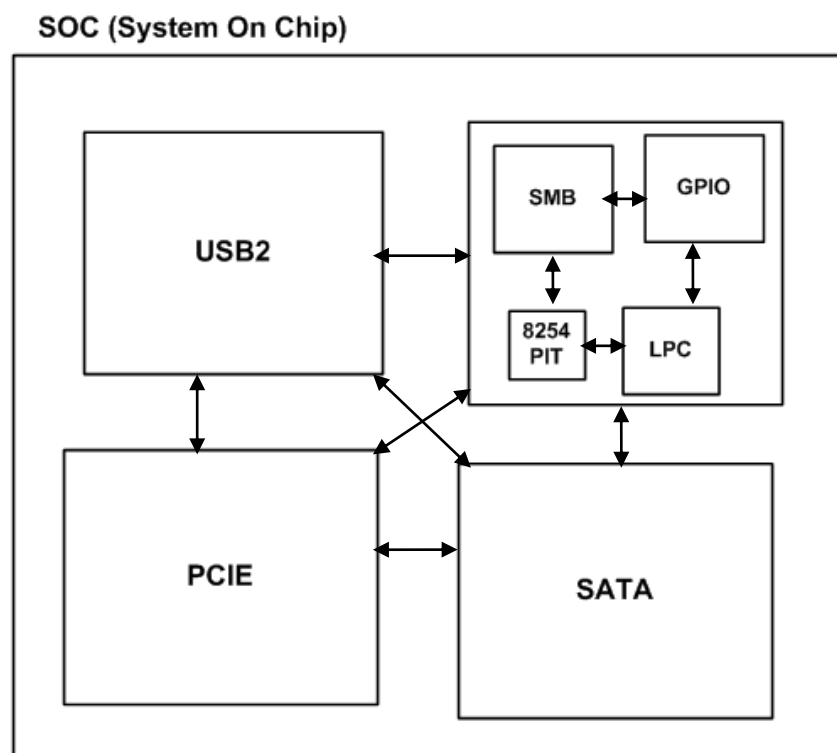 SOC (System On Chip)
USB2
SMB
GPIO
8254
PIT
LPC
PCIE
SATA